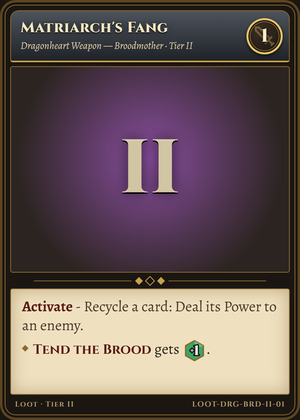 Matriarch's Fang
Dragonheart Weapon — Broodmother · Tier II
1
II
Activate - Recycle a card: Deal its Power to
an enemy.
Tend the Brood gets +1.
Loot · Tier II
LOOT-DRG-BRD-II-01